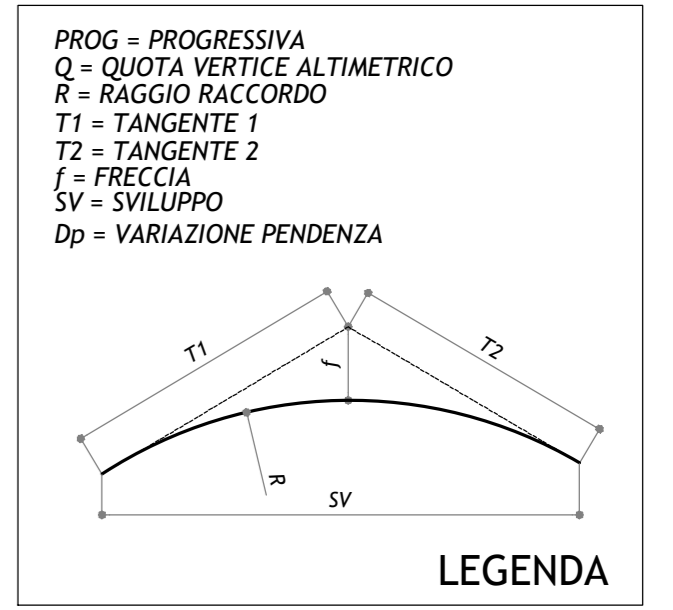 PROG = PROGRESSIVA
Q = QUOTA VERTICE ALTIMETRICO
R = RAGGIO RACCORDO
T1 = TANGENTE 1
T2 = TANGENTE 2
f = FRECCIA
SV = SVILUPPO
Dp = VARIAZIONE PENDENZA
T1
T2
f
R
SV
LEGENDA